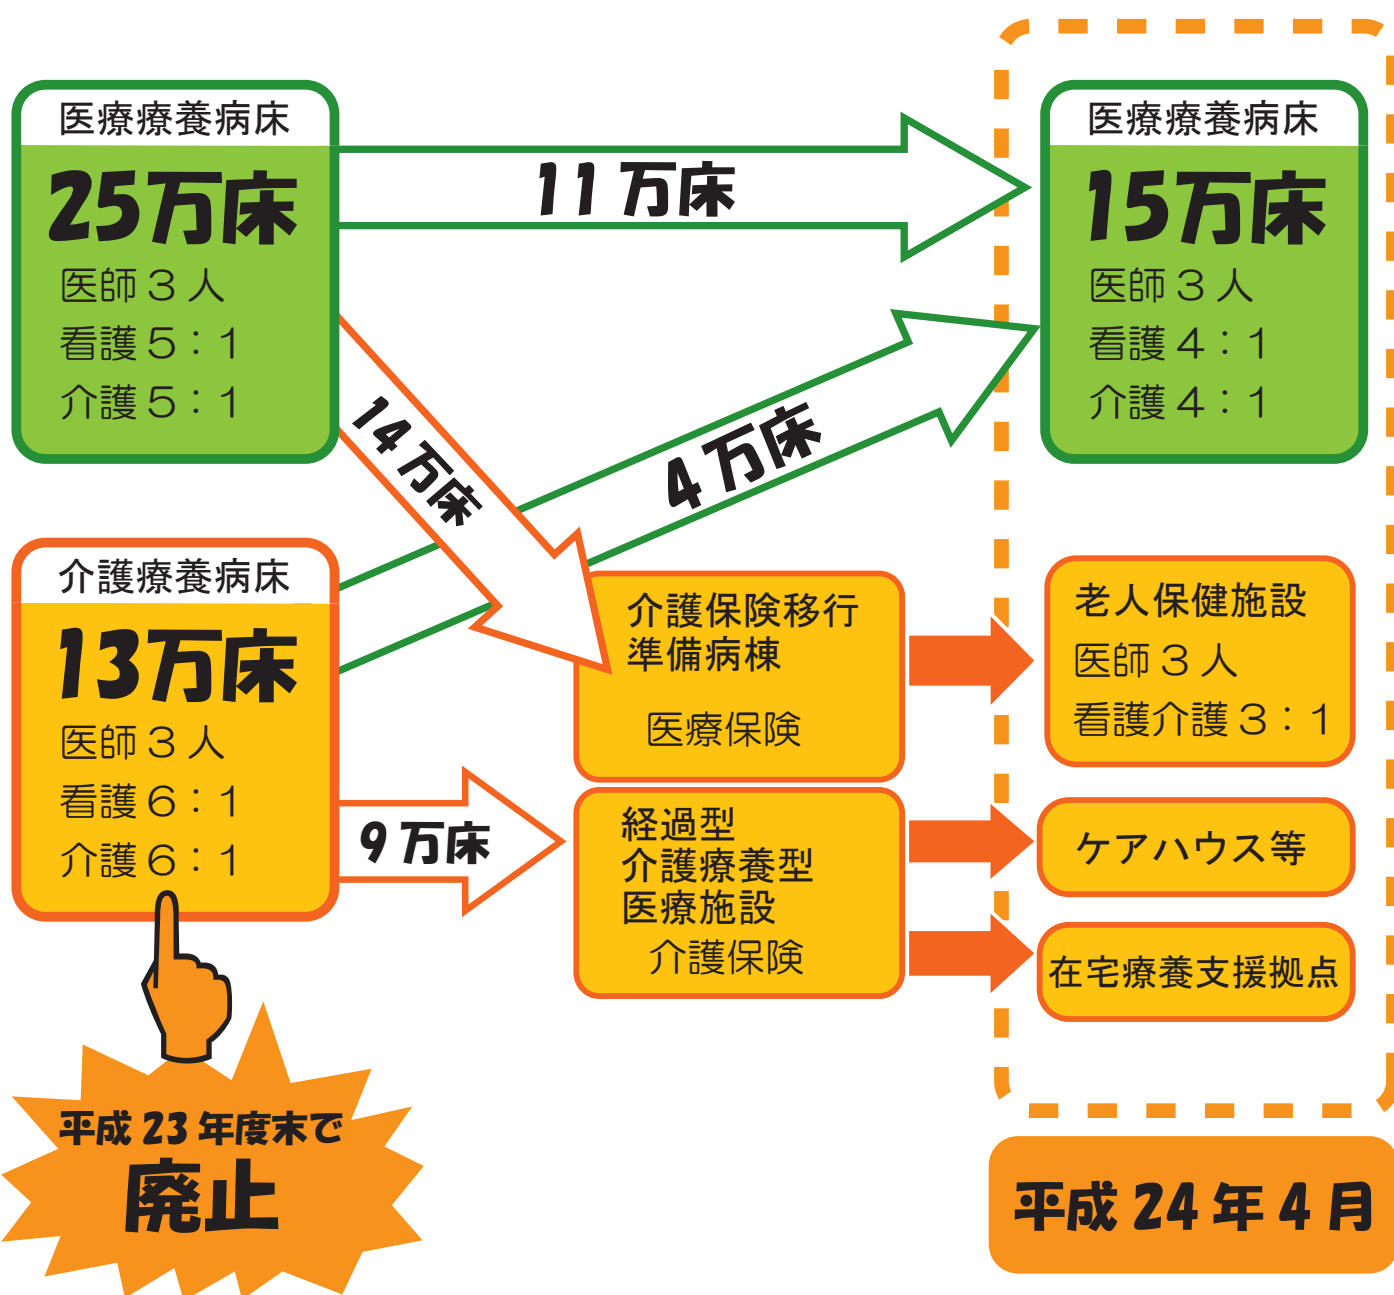 医療療養病床
25万床
医師3人
看護5：1
介護5：1
11万床
14万床
4万床
医療療養病床
15万床
医師3人
看護4：1
介護4：1
介護療養病床
13万床
医師3人
看護6：1
介護6：1
9万床
介護保険移行
準備病棟
医療保険
経過型
介護療養型
医療施設
介護保険
老人保健施設
医師3人
看護介護3：1
ケアハウス等
在宅療養支援拠点
平成23年度末で
廃止
平成24年4月